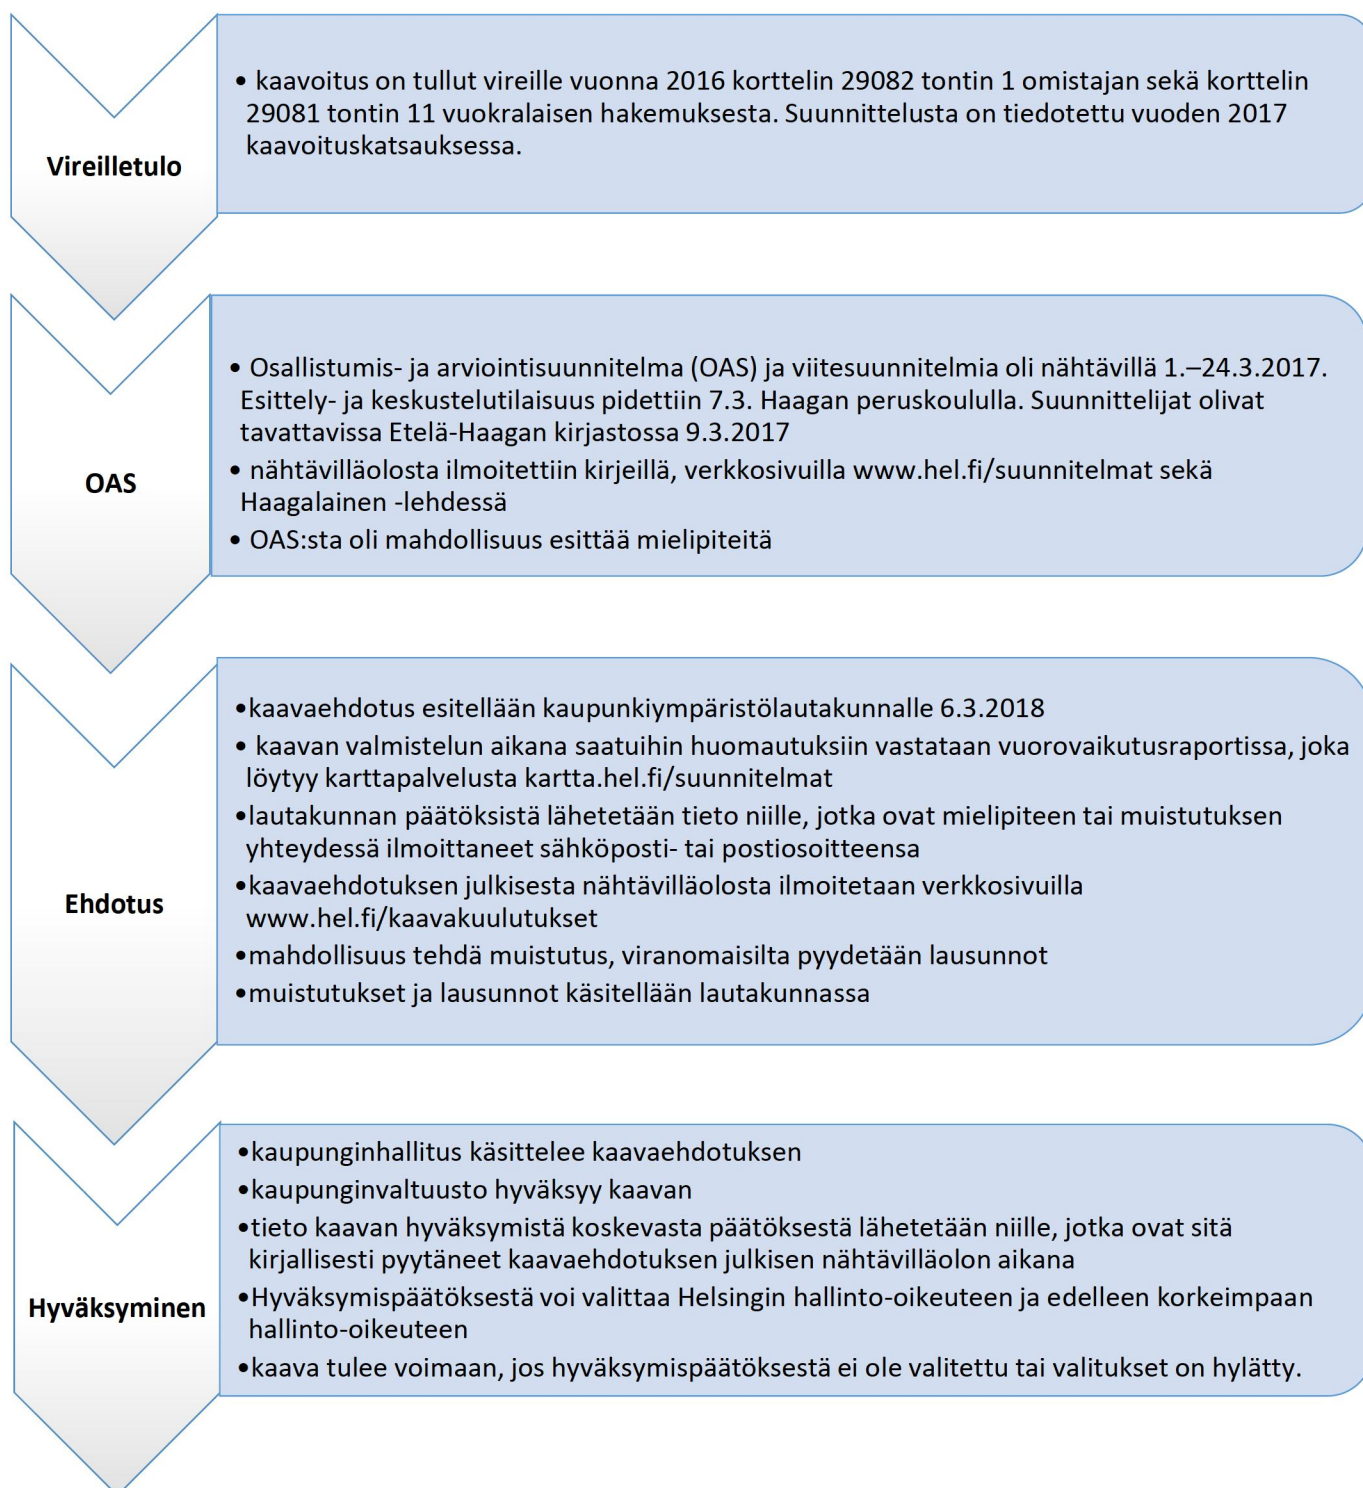 • kaavoitus on tullut vireille vuonna 2016 korttelin 29082 tontin 1 omistajan sekä korttelin
29081 tontin 11 vuokralaisen hakemuksesta. Suunnittelusta on tiedotettu vuoden 2017
kaavoituskatsauksessa.
Vireilletulo
• Osallistumis- ja arviointisuunnitelma (OAS) ja viitesuunnitelmia oli nähtävillä 1.–24.3.2017.
Esittely- ja keskustelutilaisuus pidettiin 7.3. Haagan peruskoululla. Suunnittelijat olivat
tavattavissa Etelä-Haagan kirjastossa 9.3.2017
• nähtävilläolosta ilmoitettiin kirjeillä, verkkosivuilla www.hel.fi/suunnitelmat sekä
Haagalainen -lehdessä
• OAS:sta oli mahdollisuus esittää mielipiteitä
OAS
•kaavaehdotus esitellään kaupunkiympäristölautakunnalle 6.3.2018
• kaavan valmistelun aikana saatuihin huomautuksiin vastataan vuorovaikutusraportissa, joka
löytyy karttapalvelusta kartta.hel.fi/suunnitelmat
•lautakunnan päätöksistä lähetetään tieto niille, jotka ovat mielipiteen tai muistutuksen
yhteydessä ilmoittaneet sähköposti- tai postiosoitteensa
•kaavaehdotuksen julkisesta nähtävilläolosta ilmoitetaan verkkosivuilla
www.hel.fi/kaavakuulutukset
•mahdollisuus tehdä muistutus, viranomaisilta pyydetään lausunnot
•muistutukset ja lausunnot käsitellään lautakunnassa
Ehdotus
•kaupunginhallitus käsittelee kaavaehdotuksen
•kaupunginvaltuusto hyväksyy kaavan
•tieto kaavan hyväksymistä koskevasta päätöksestä lähetetään niille, jotka ovat sitä
kirjallisesti pyytäneet kaavaehdotuksen julkisen nähtävilläolon aikana
•Hyväksymispäätöksestä voi valittaa Helsingin hallinto-oikeuteen ja edelleen korkeimpaan
hallinto-oikeuteen
•kaava tulee voimaan, jos hyväksymispäätöksestä ei ole valitettu tai valitukset on hylätty.
Hyväksyminen